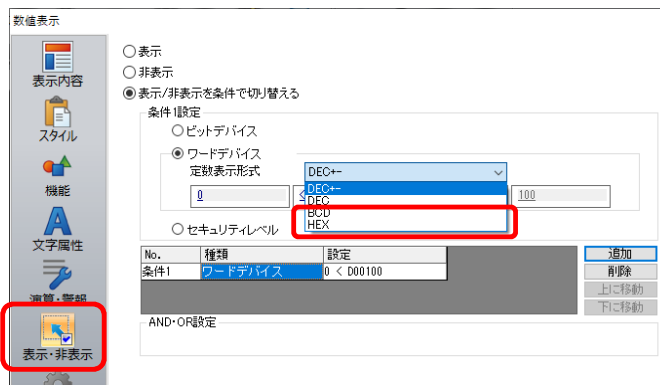 数値表示
表示内容
スタイル
機能
文字属性
演算・警報
表示・非表示
表示
非表示
表示/非表示を条件で切り替える
条件1設定
ビットデバイス
ワードデバイス
定数表示形式 DEC+-
0
DEC+-
DEC
BCD
HEX
100
セキュリティレベル
No. 種類 設定
条件1 ワードデバイス 0 < D00100
追加
削除
上に移動
下に移動
AND・OR設定